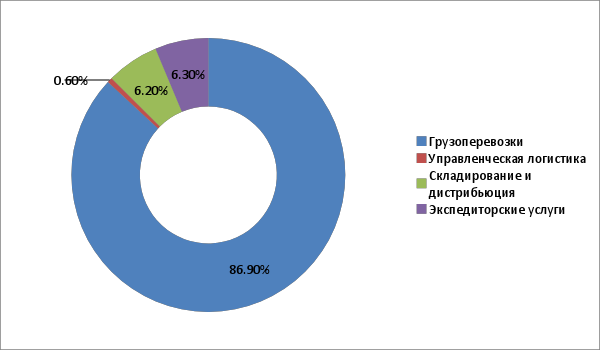 6.30%
0.60%
6.20%
86.90%
Грузоперевозки
Управленческая логистика
Складирование и
дистрибьюция
Экспедиторские услуги